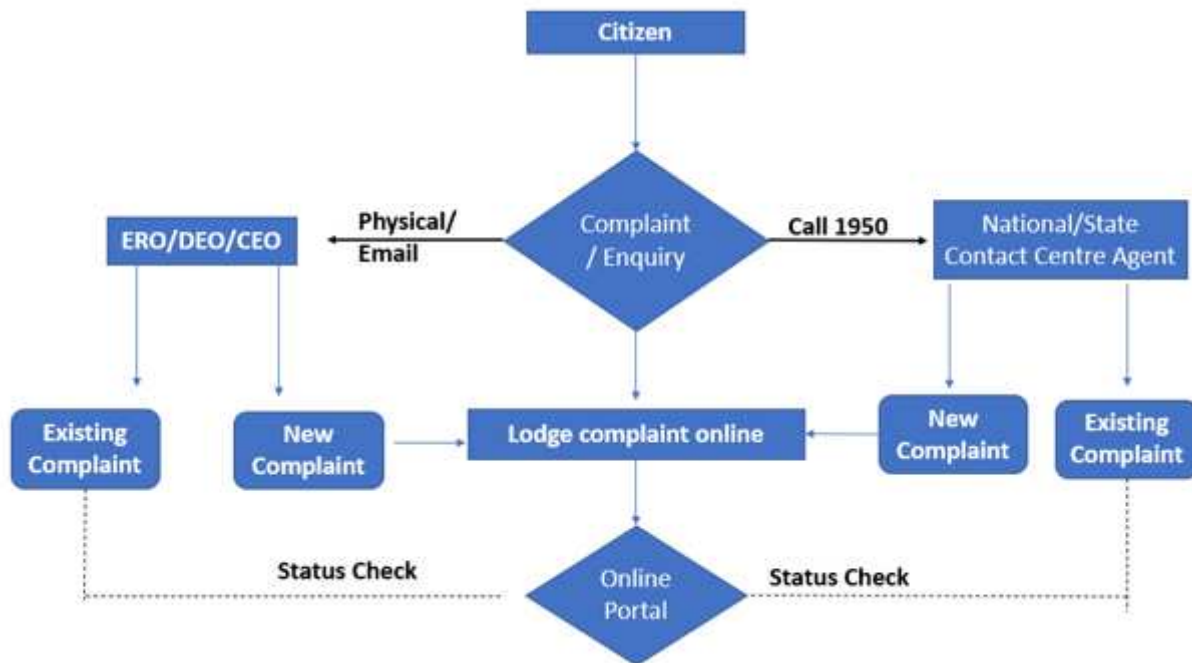 Citizen
Physical/
Email
Complaint
/ Enquiry
Call 1950
ERO/DEO/CEO
National/State
Contact Centre Agent
Existing
Complaint
New
Complaint
Lodge complaint online
New
Complaint
Existing
Complaint
Status Check
Online
Portal
Status Check